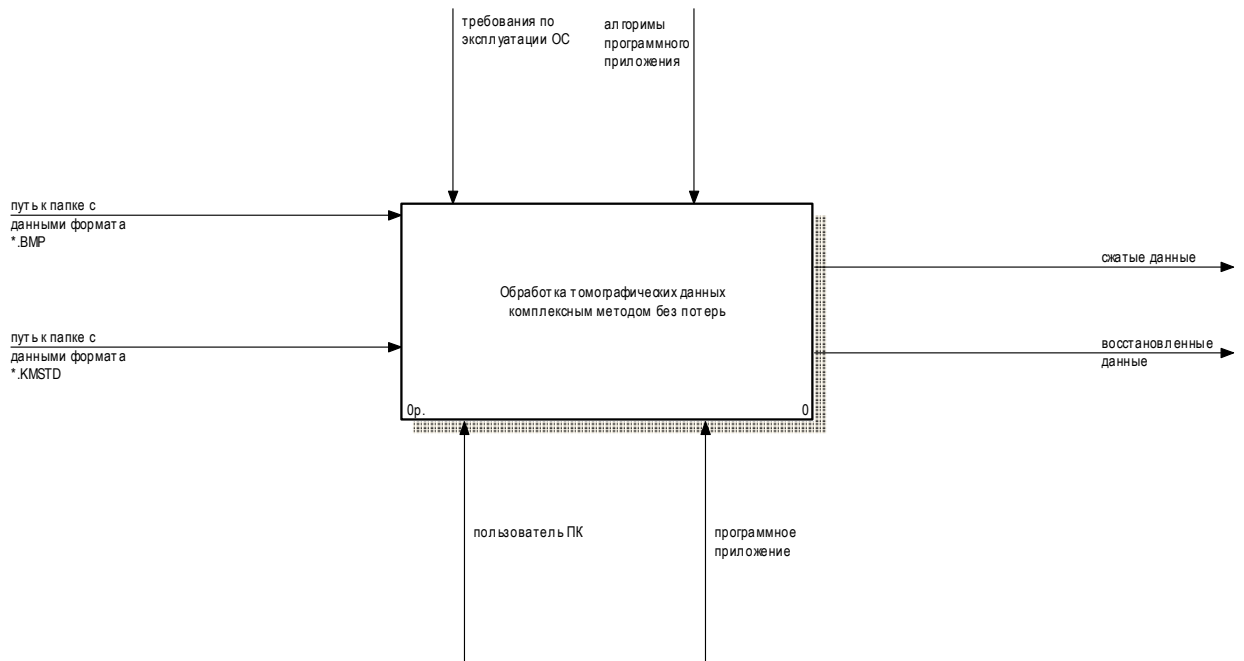 требования по
эксплуатации ОС
алгоримы
программного
приложения
путь к папке с
данными формата
*.BMP
путь к папке с
данными формата
*.KMSTD
Обработка томографических данных
комплексным методом без потерь
0р.
0
сжатые данные
восстановленные
данные
пользователь ПК
программное
приложение